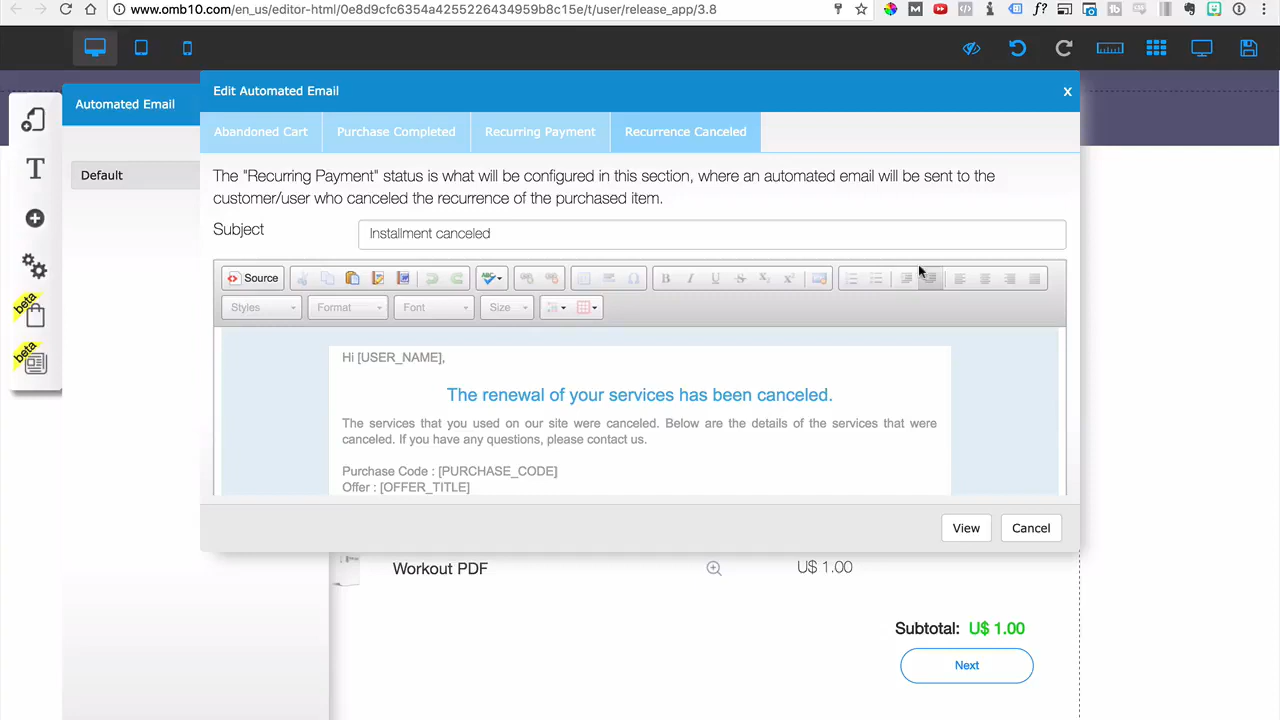 www.omb10.com/en_us/editor-html/0e8d9cfc6354a4255226434959b8c15e/t/user/release_app/3.8
Automated Email
Edit Automated Email
x
Abandoned Cart
Purchase Completed
Recurring Payment
Recurrence Canceled
Default
The "Recurring Payment" status is what will be configured in this section, where an automated email will be sent to the
customer/user who canceled the recurrence of the purchased item.
Subject
Installment canceled
Source
Styles
Format
Font
Size
beta
beta
Hi [USER_NAME],
The renewal of your services has been canceled.
The services that you used on our site were canceled. Below are the details of the services that were
canceled. If you have any questions, please contact us.
Purchase Code : [PURCHASE_CODE]
Offer : [OFFER_TITLE]
View
Cancel
Workout PDF
U$ 1.00
Subtotal: U$ 1.00
Next